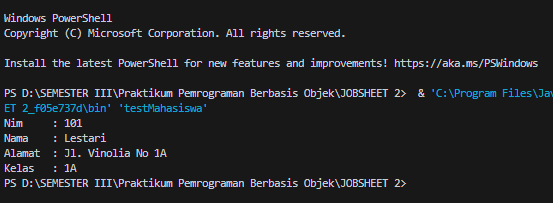 Windows PowerShell
Copyright (C) Microsoft Corporation. All rights reserved.
Install the latest PowerShell for new features and improvements! https://aka.ms/PSWindows
PS D:\SEMESTER III\Praktikum Pemrograman Berbasis Objek\JOBSHEET 2>  & 'C:\Program Files\Jav
ET 2_f05e737d\bin' 'testMahasiswa'
Nim     : 101
Nama    : Lestari
Alamat  : Jl. Vinolia No 1A
Kelas   : 1A
PS D:\SEMESTER III\Praktikum Pemrograman Berbasis Objek\JOBSHEET 2>